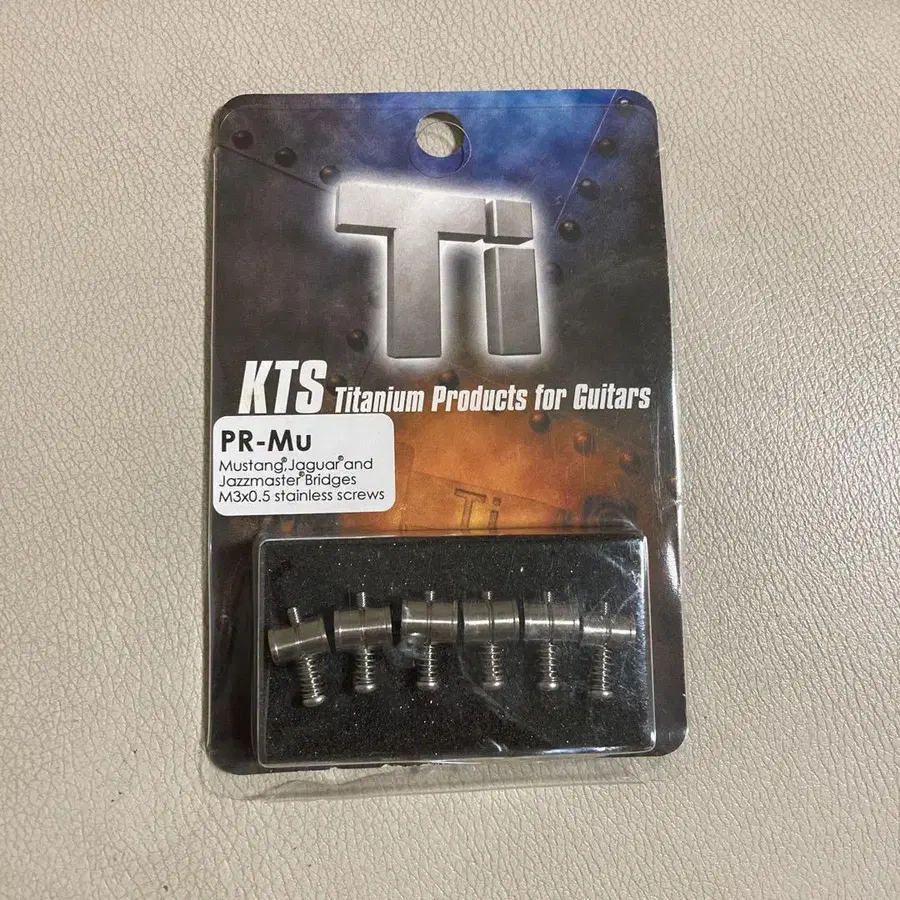 Ti
KTS Titanium Products for Guitars
PR-Mu
Mustang®, Jaguar® and
Jazzmaster® Bridges
M3x0.5 stainless screws
Ti